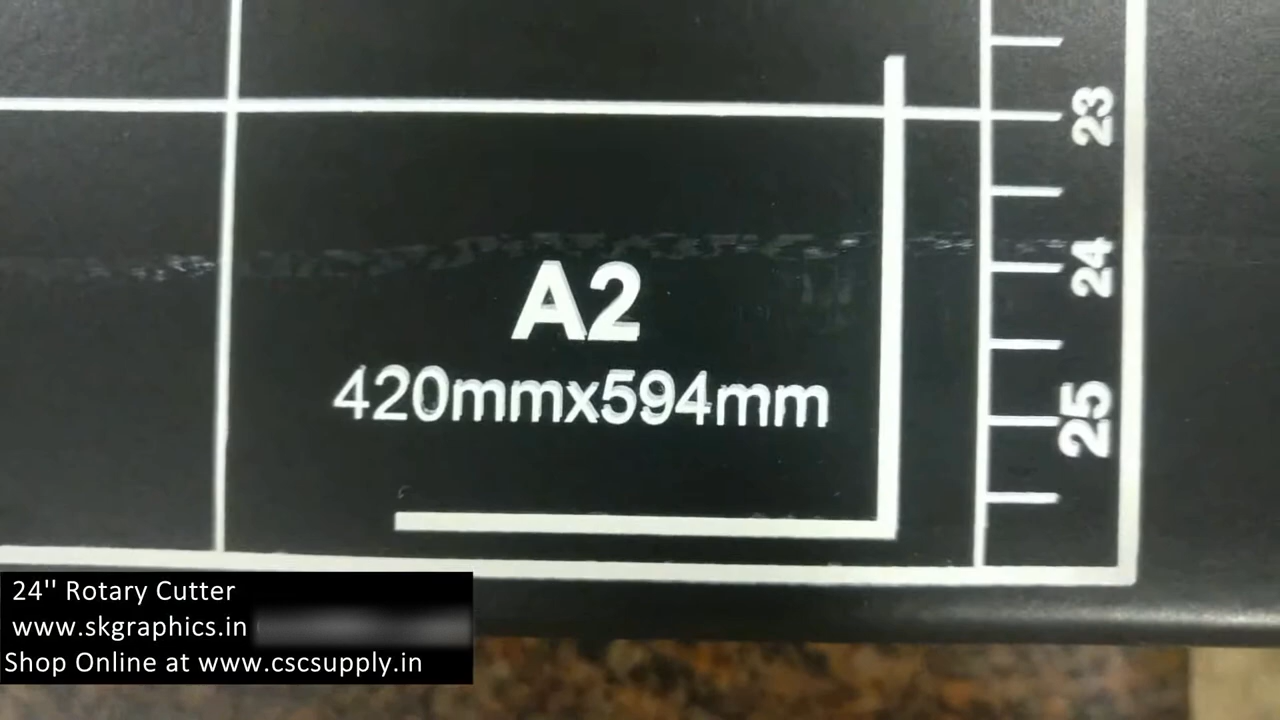 23
24
25
A2
420mmx594mm
24'' Rotary Cutter
www.skgraphics.in
Shop Online at www.cscsupply.in